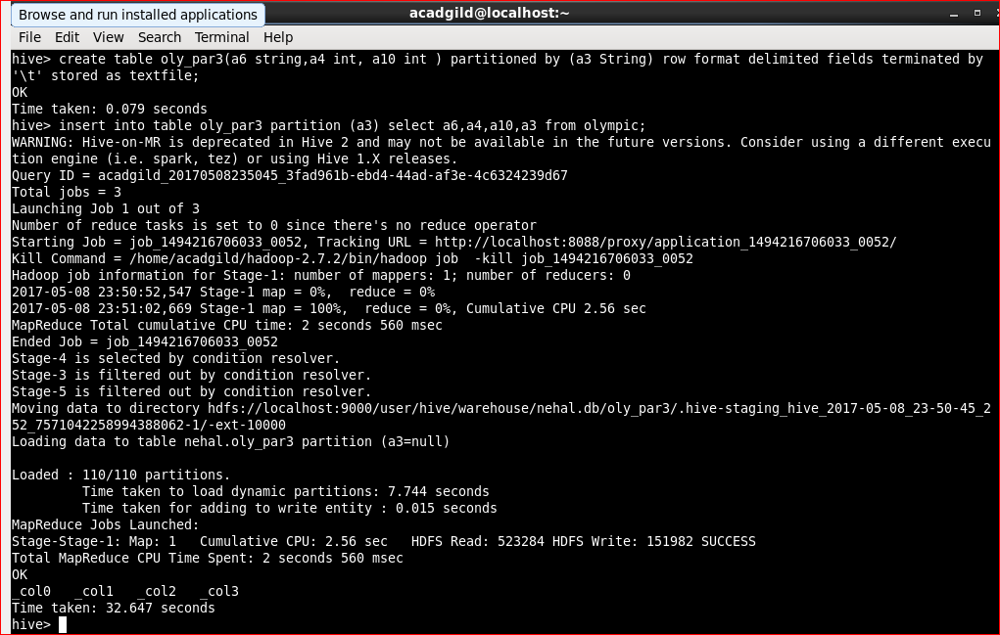 Browse and run installed applications
acadgild@localhost:~
File Edit View Search Terminal Help
hive> create table oly_par3(a6 string,a4 int, a10 int ) partitioned by (a3 String) row format delimited fields terminated by
'\t' stored as textfile;
OK
Time taken: 0.079 seconds
hive> insert into table oly_par3 partition (a3) select a6,a4,a10,a3 from olympic;
WARNING: Hive-on-MR is deprecated in Hive 2 and may not be available in the future versions. Consider using a different execu
tion engine (i.e. spark, tez) or using Hive 1.X releases.
Query ID = acadgild_20170508235045_3fad961b-ebd4-44ad-af3e-4c6324239d67
Total jobs = 3
Launching Job 1 out of 3
Number of reduce tasks is set to 0 since there's no reduce operator
Starting Job = job_1494216706033_0052, Tracking URL = http://localhost:8088/proxy/application_1494216706033_0052/
Kill Command = /home/acadgild/hadoop-2.7.2/bin/hadoop job  -kill job_1494216706033_0052
Hadoop job information for Stage-1: number of mappers: 1; number of reducers: 0
2017-05-08 23:50:52,547 Stage-1 map = 0%,  reduce = 0%
2017-05-08 23:51:02,669 Stage-1 map = 100%,  reduce = 0%, Cumulative CPU 2.56 sec
MapReduce Total cumulative CPU time: 2 seconds 560 msec
Ended Job = job_1494216706033_0052
Stage-4 is selected by condition resolver.
Stage-3 is filtered out by condition resolver.
Stage-5 is filtered out by condition resolver.
Moving data to directory hdfs://localhost:9000/user/hive/warehouse/nehal.db/oly_par3/.hive-staging_hive_2017-05-08_23-50-45_2
52_7571042258994388062-1/-ext-10000
Loading data to table nehal.oly_par3 partition (a3=null)

Loaded : 110/110 partitions.
         Time taken to load dynamic partitions: 7.744 seconds
         Time taken for adding to write entity : 0.015 seconds
MapReduce Jobs Launched:
Stage-Stage-1: Map: 1   Cumulative CPU: 2.56 sec   HDFS Read: 523284 HDFS Write: 151982 SUCCESS
Total MapReduce CPU Time Spent: 2 seconds 560 msec
OK
_col0   _col1   _col2   _col3
Time taken: 32.647 seconds
hive>